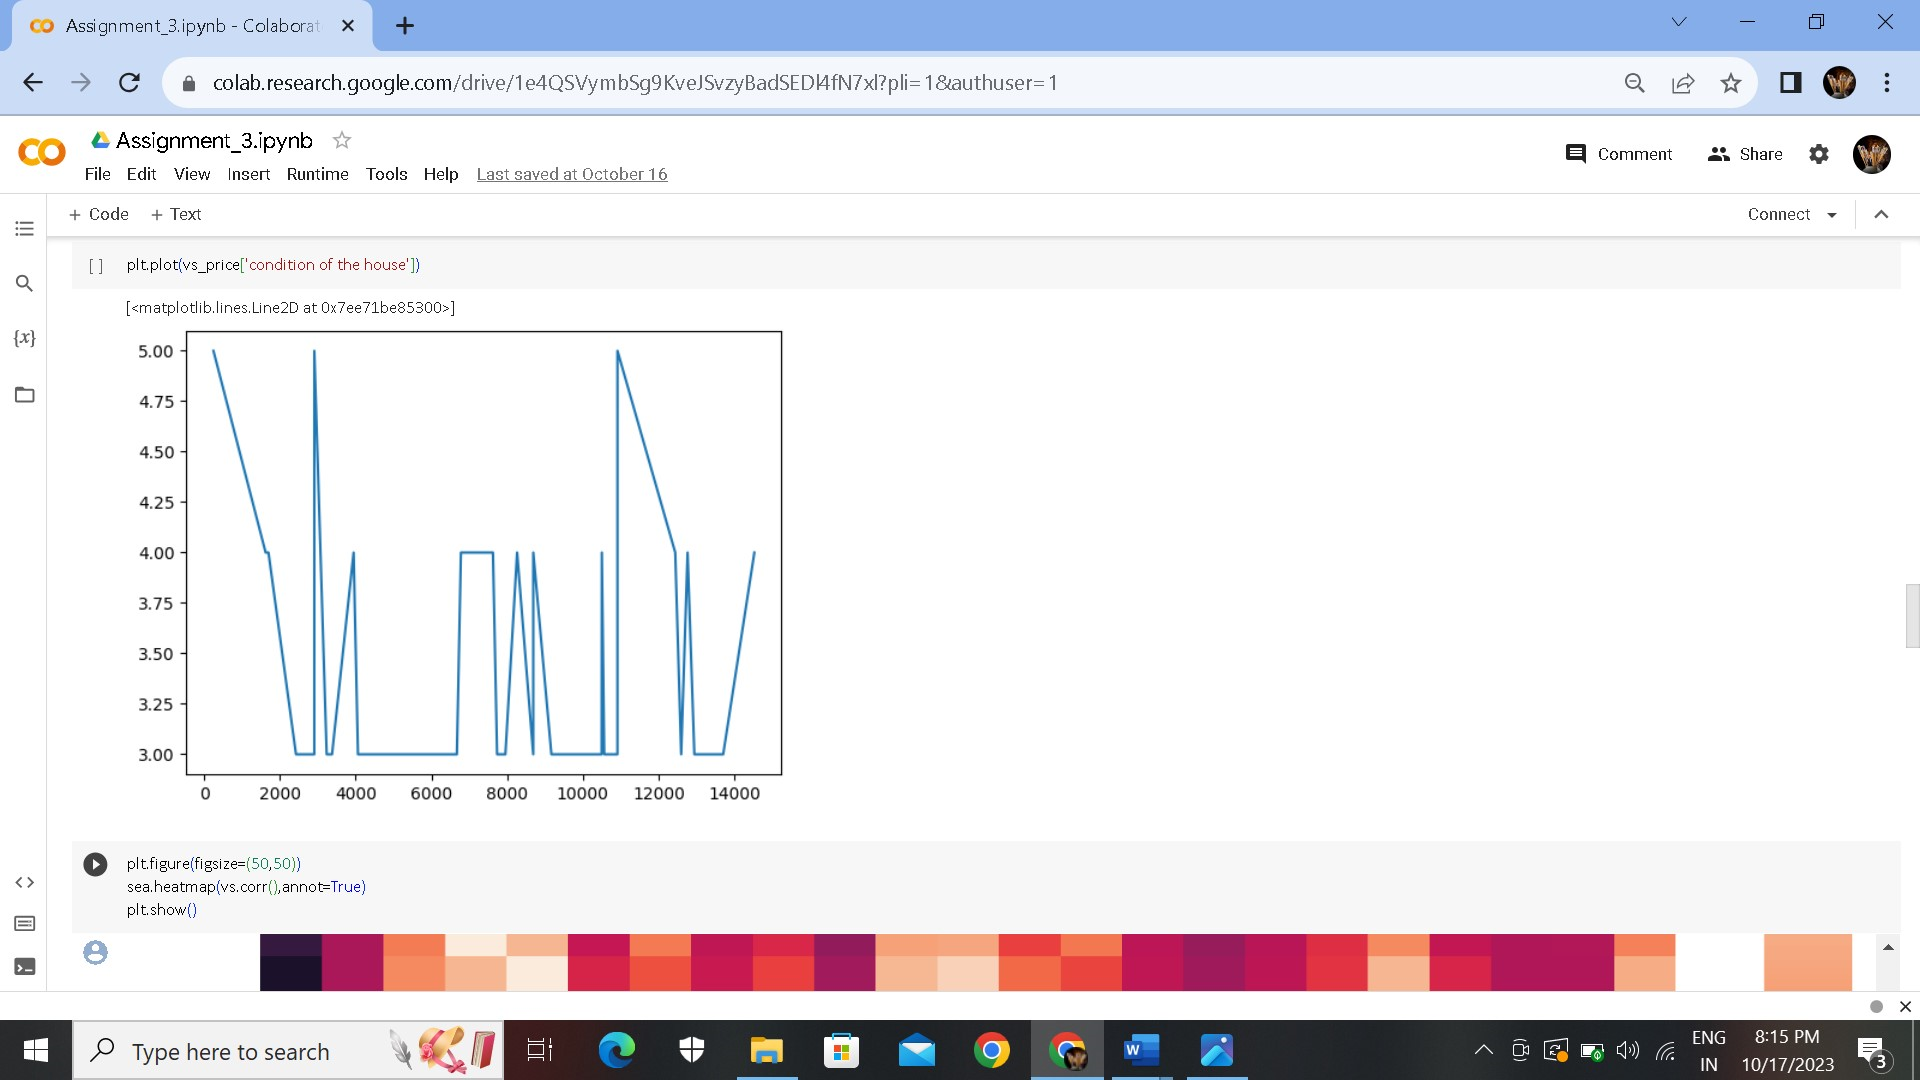 Assignment_3.ipynb - Colaborat
colab.research.google.com/drive/1e4QSVymbSg9KveJSvzyBadSEDl4fN7xl?pli=1&authuser=1
Assignment_3.ipynb
Comment
Share
File Edit View Insert Runtime Tools Help Last saved at October 16
+ Code + Text
Connect
[ ] plt.plot(vs_price['condition of the house'])
{x}
[<matplotlib.lines.Line2D at 0x7ee71be85300>]
5.00
4.75
4.50
4.25
4.00
3.75
3.50
3.25
3.00
0 2000 4000 6000 8000 10000 12000 14000
plt.figure(figsize=(50,50))
sea.heatmap(vs.corr(),annot=True)
plt.show()
Type here to search
W
ENG
IN
8:15 PM
10/17/2023
3